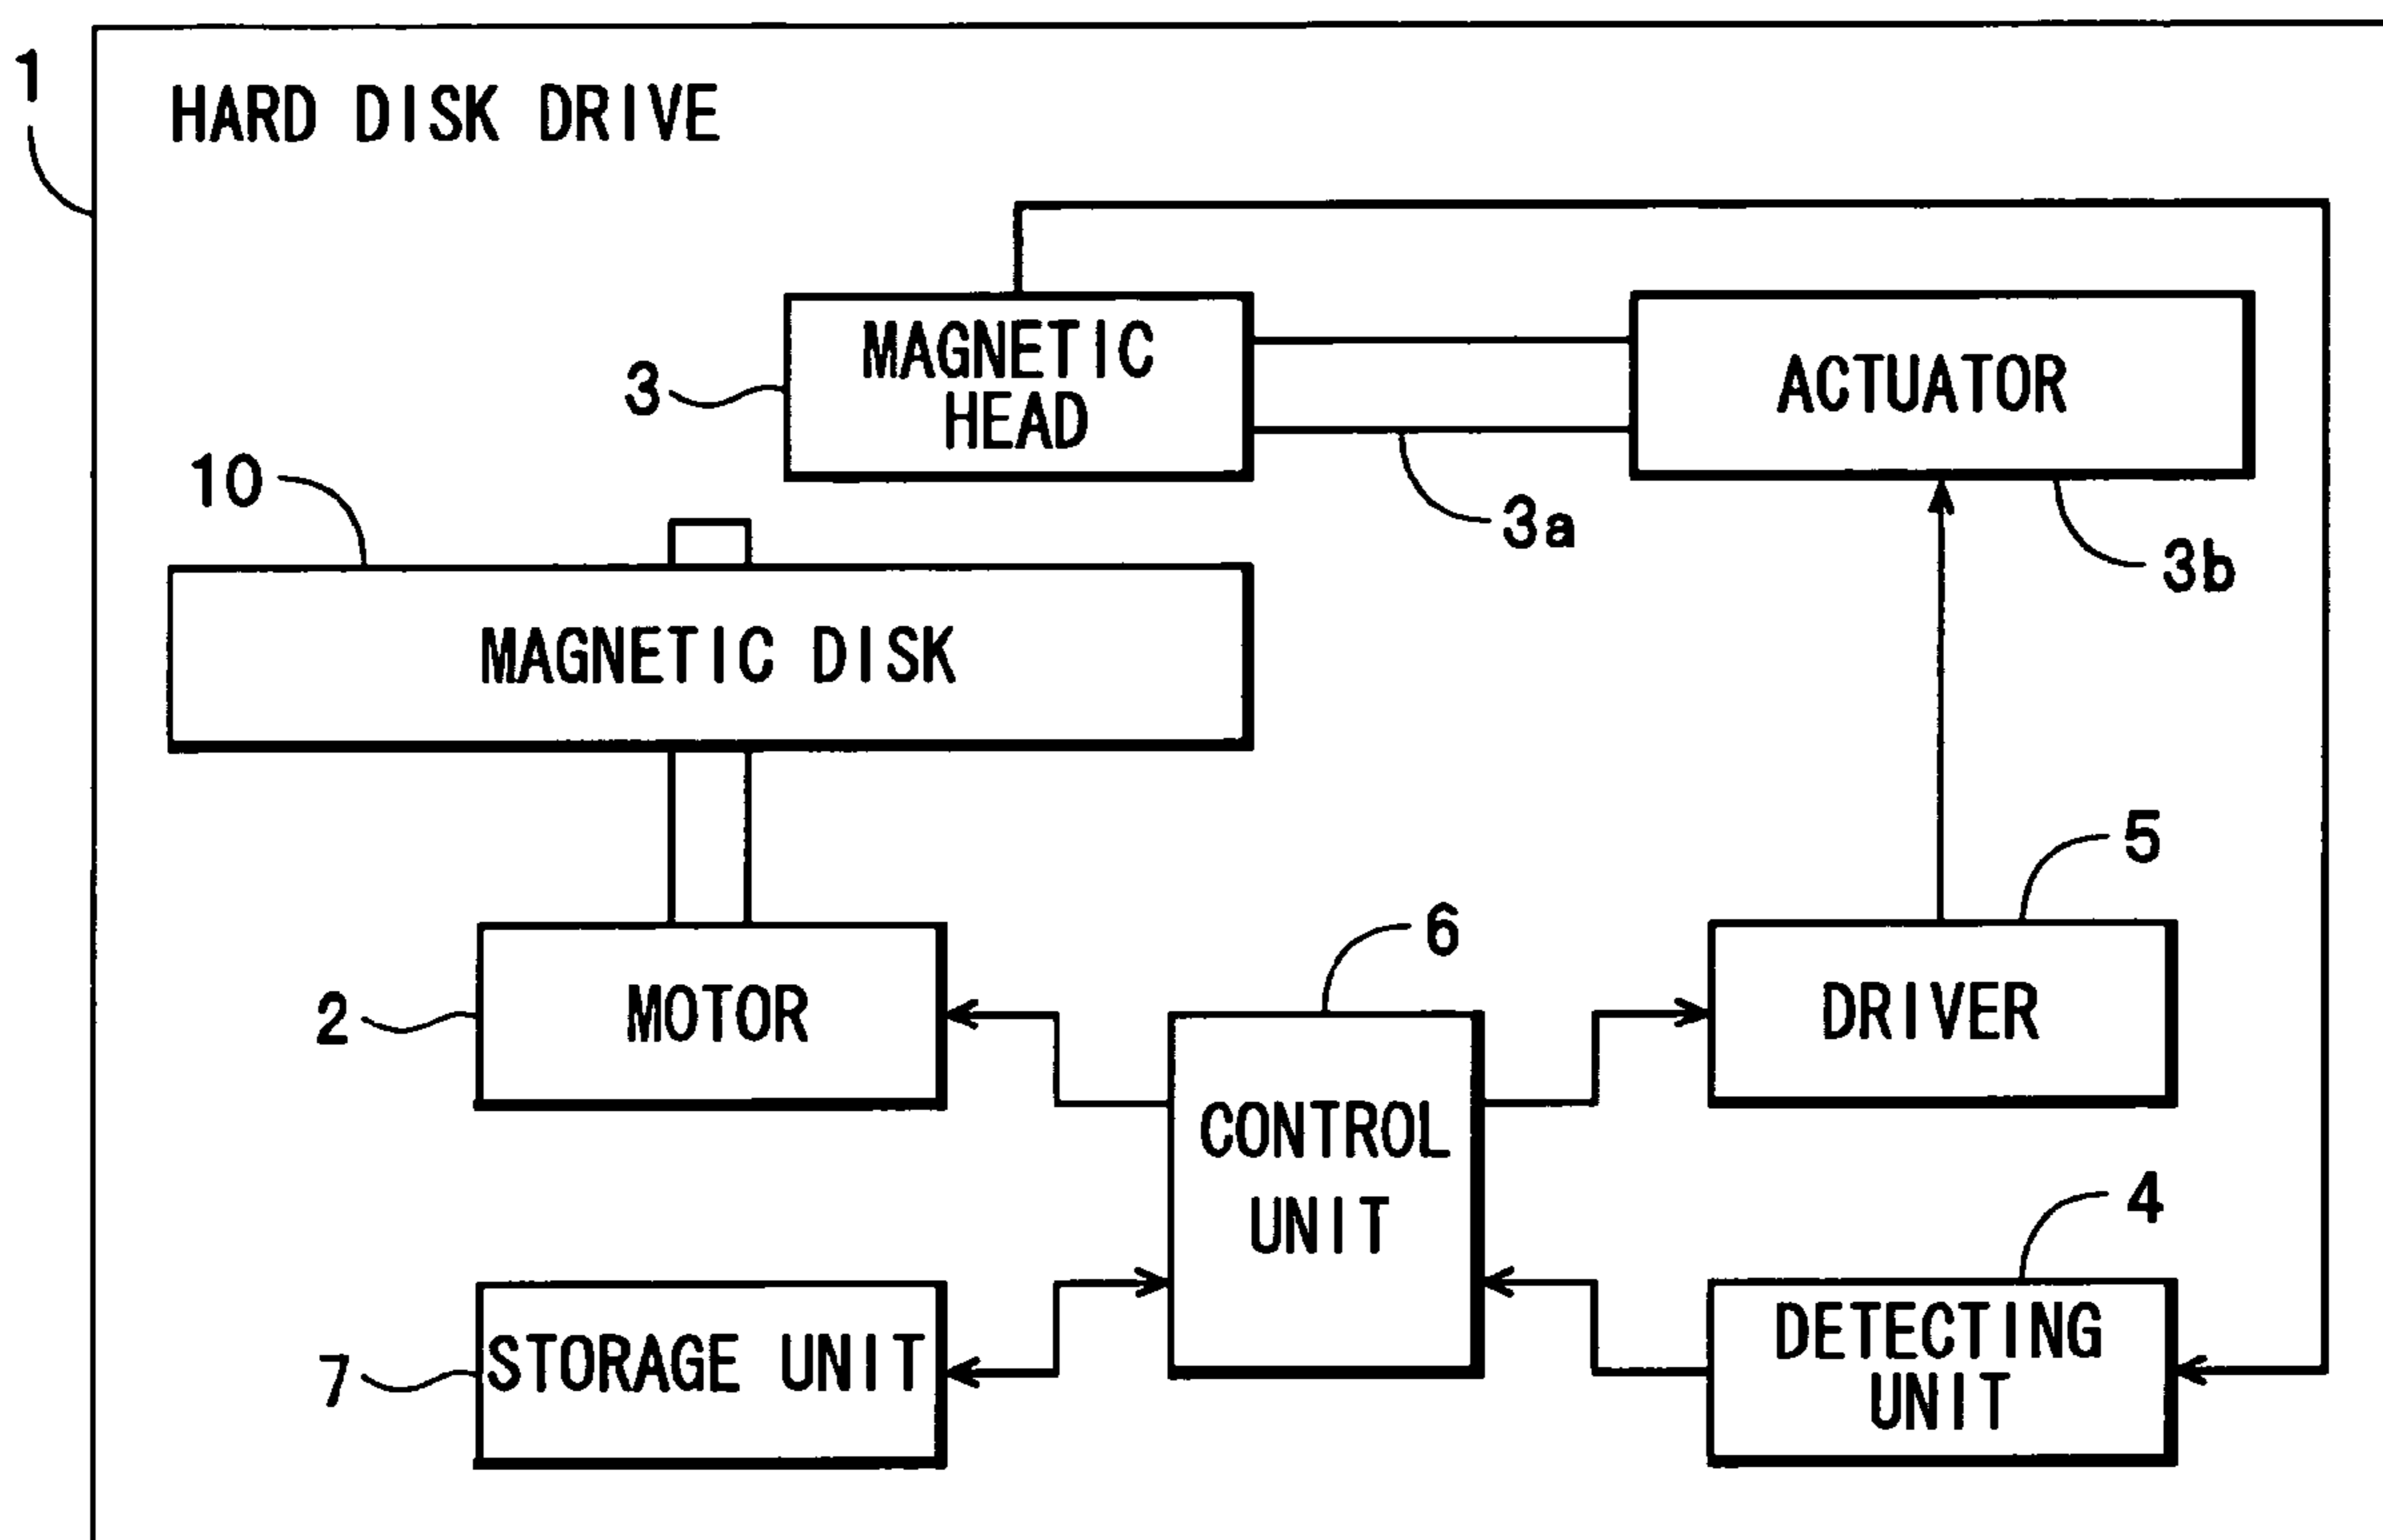 1
HARD DISK DRIVE
3
MAGNETIC
HEAD
ACTUATOR
10
3a
3b
MAGNETIC DISK
5
6
2
MOTOR
DRIVER
CONTROL
UNIT
4
7
STORAGE UNIT
DETECTING
UNIT